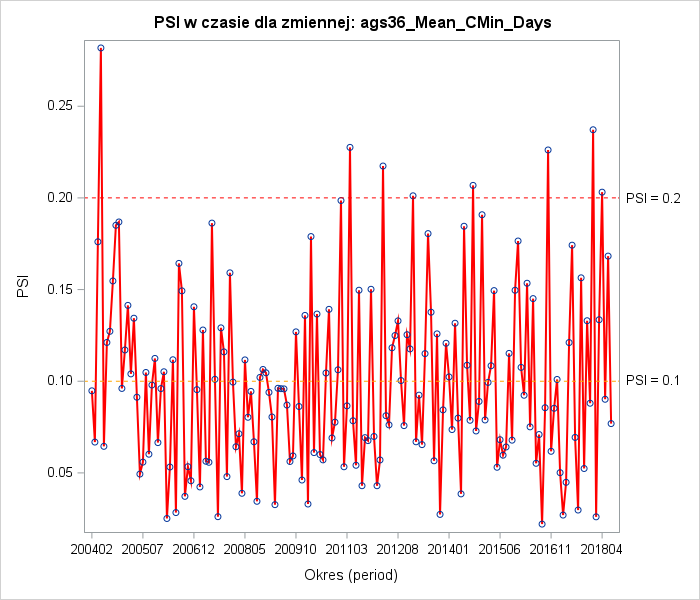 PSI w czasie dla zmiennej: ags36_Mean_CMin_Days
0.25
0.20
0.15
0.10
0.05
PSI
PSI = 0.2
PSI = 0.1
200402 200507 200612 200805 200910 201103 201208 201401 201506 201611 201804
Okres (period)